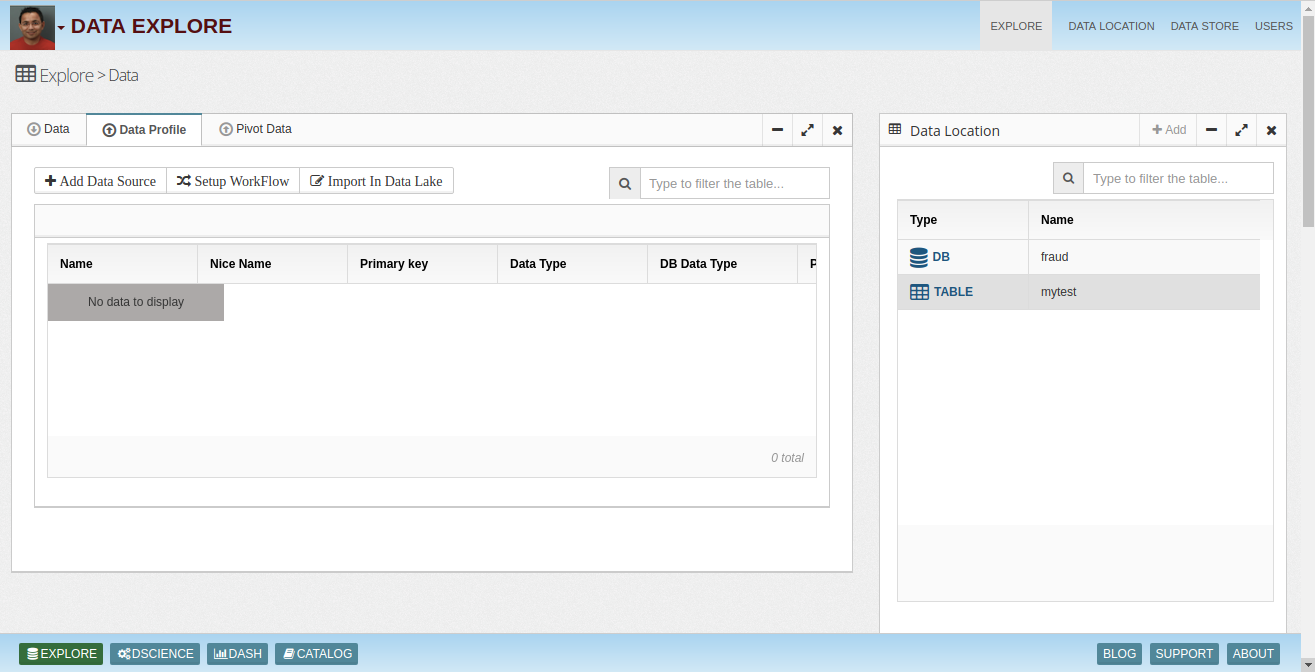 DATA EXPLORE
EXPLORE DATA LOCATION DATA STORE USERS
Explore > Data
Data Data Profile Pivot Data
Data Location Add
Add Data Source Setup WorkFlow Import In Data Lake
Type to filter the table...
Name Nice Name Primary key Data Type DB Data Type
No data to display
0 total
Type to filter the table...
Type Name
DB fraud
TABLE mytest
EXPLORE DSCIENCE DASH CATALOG
BLOG SUPPORT ABOUT